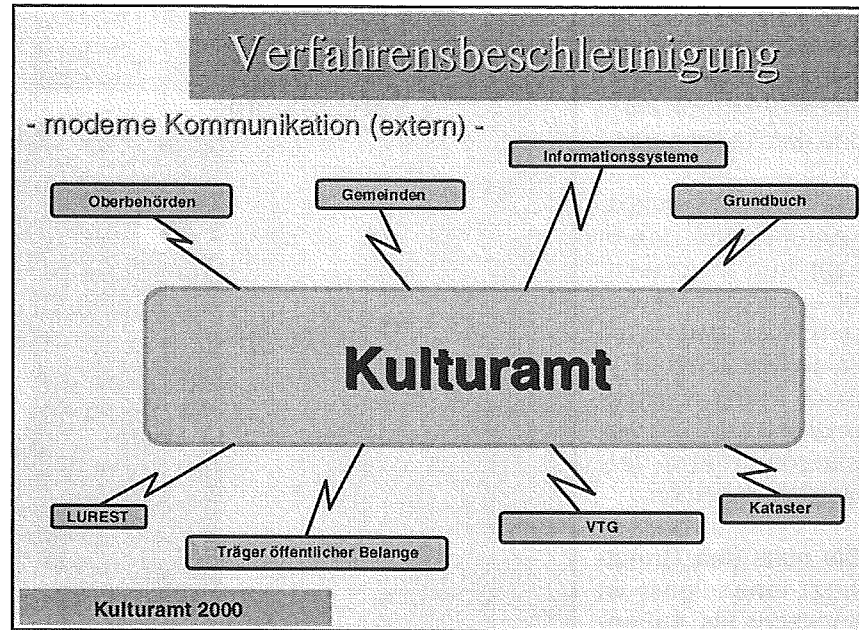 Verfahrensbeschleunigung
- moderne Kommunikation (extern) -
Informationssysteme
Oberbehörden
Gemeinden
Grundbuch
Kulturamt
LUREST
Träger öffentlicher Belange
VTG
Kataster
Kulturamt 2000